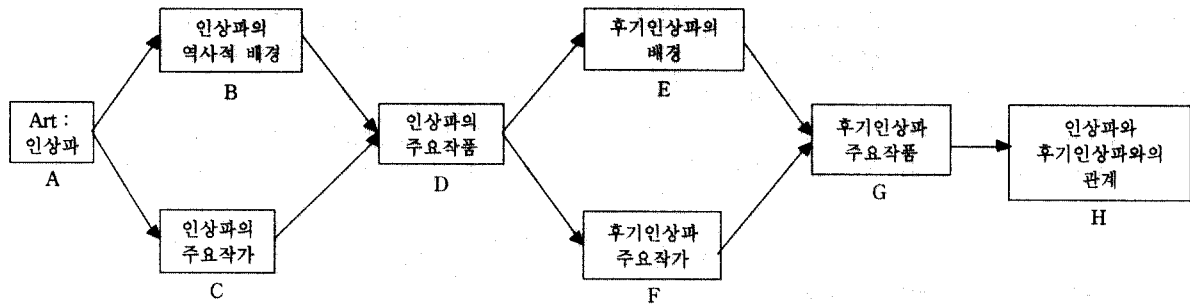 Art :
인상파
A
인상파의
역사적 배경
B
인상파의
주요작가
C
인상파의
주요작품
D
후기인상파의
배경
E
후기인상파
주요작가
F
후기인상파
주요작품
G
인상파와
후기인상파와의
관계
H